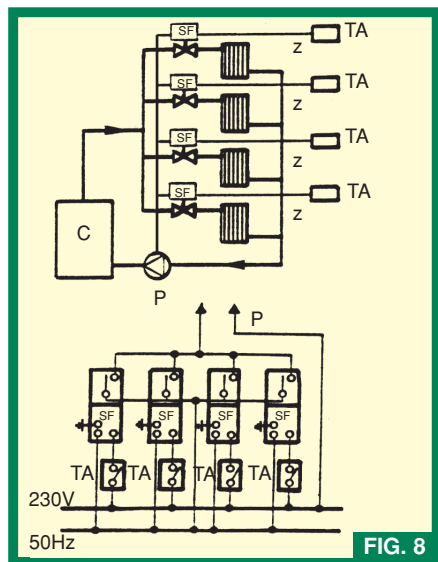 SF
TA
z
SF
TA
z
SF
TA
z
SF
TA
z
C
P
P
SF SF SF SF
TA TA TA TA
230V
50Hz
FIG. 8